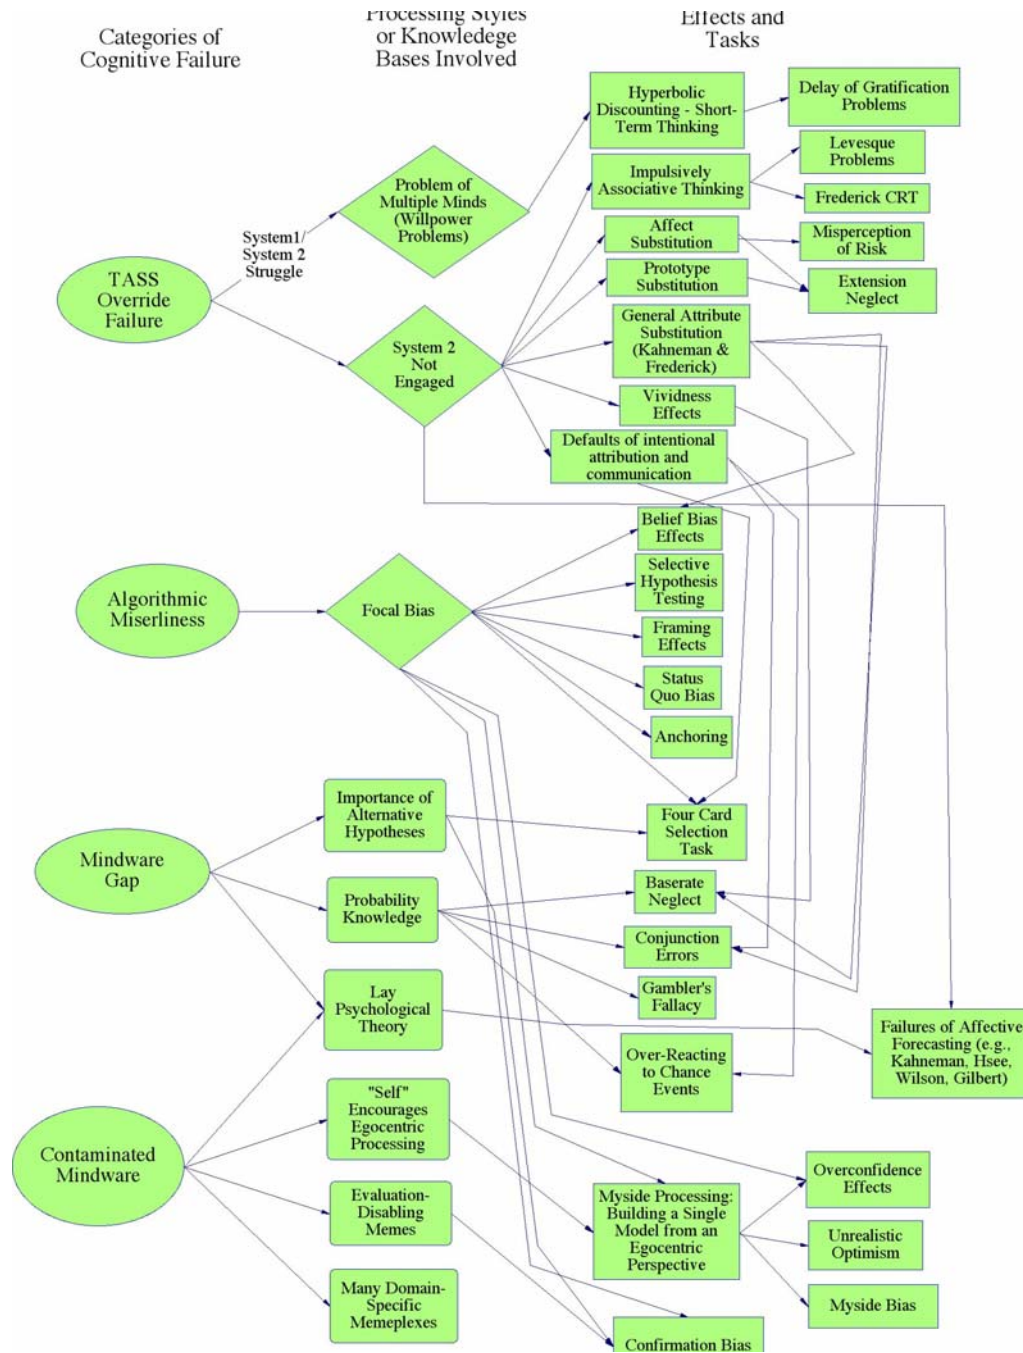 Categories of
Cognitive Failure
Processing Styles
or Knowledege
Bases Involved
Effects and
Tasks
Hyperbolic
Discounting - Short-
Term Thinking
Delay of Gratification
Problems
Levesque
Problems
Impulsively
Associative Thinking
Frederick CRT
Problem of
Multiple Minds
(Willpower
Problems)
Affect
Substitution
Misperception
of Risk
System1/
System 2
Struggle
Prototype
Substitution
Extension
Neglect
TASS
Override
Failure
General Attribute
Substitution
(Kahneman &
Frederick)
System 2
Not
Engaged
Vividness
Effects
Defaults of intentional
attribution and
communication
Belief Bias
Effects
Selective
Hypothesis
Testing
Algorithmic
Miserliness
Focal Bias
Framing
Effects
Status
Quo Bias
Anchoring
Importance of
Alternative
Hypotheses
Four Card
Selection
Task
Mindware
Gap
Probability
Knowledge
Baserate
Neglect
Conjunction
Errors
Gambler's
Fallacy
Lay
Psychological
Theory
Failures of Affective
Forecasting (e.g.,
Kahneman, Hsee,
Wilson, Gilbert)
Over-Reacting
to Chance
Events
"Self"
Encourages
Egocentric
Processing
Contaminated
Mindware
Overconfidence
Effects
Evaluation-
Disabling
Memes
Myside Processing:
Building a Single
Model from an
Egocentric
Perspective
Unrealistic
Optimism
Many Domain-
Specific
Memeplexes
Myside Bias
Confirmation Bias